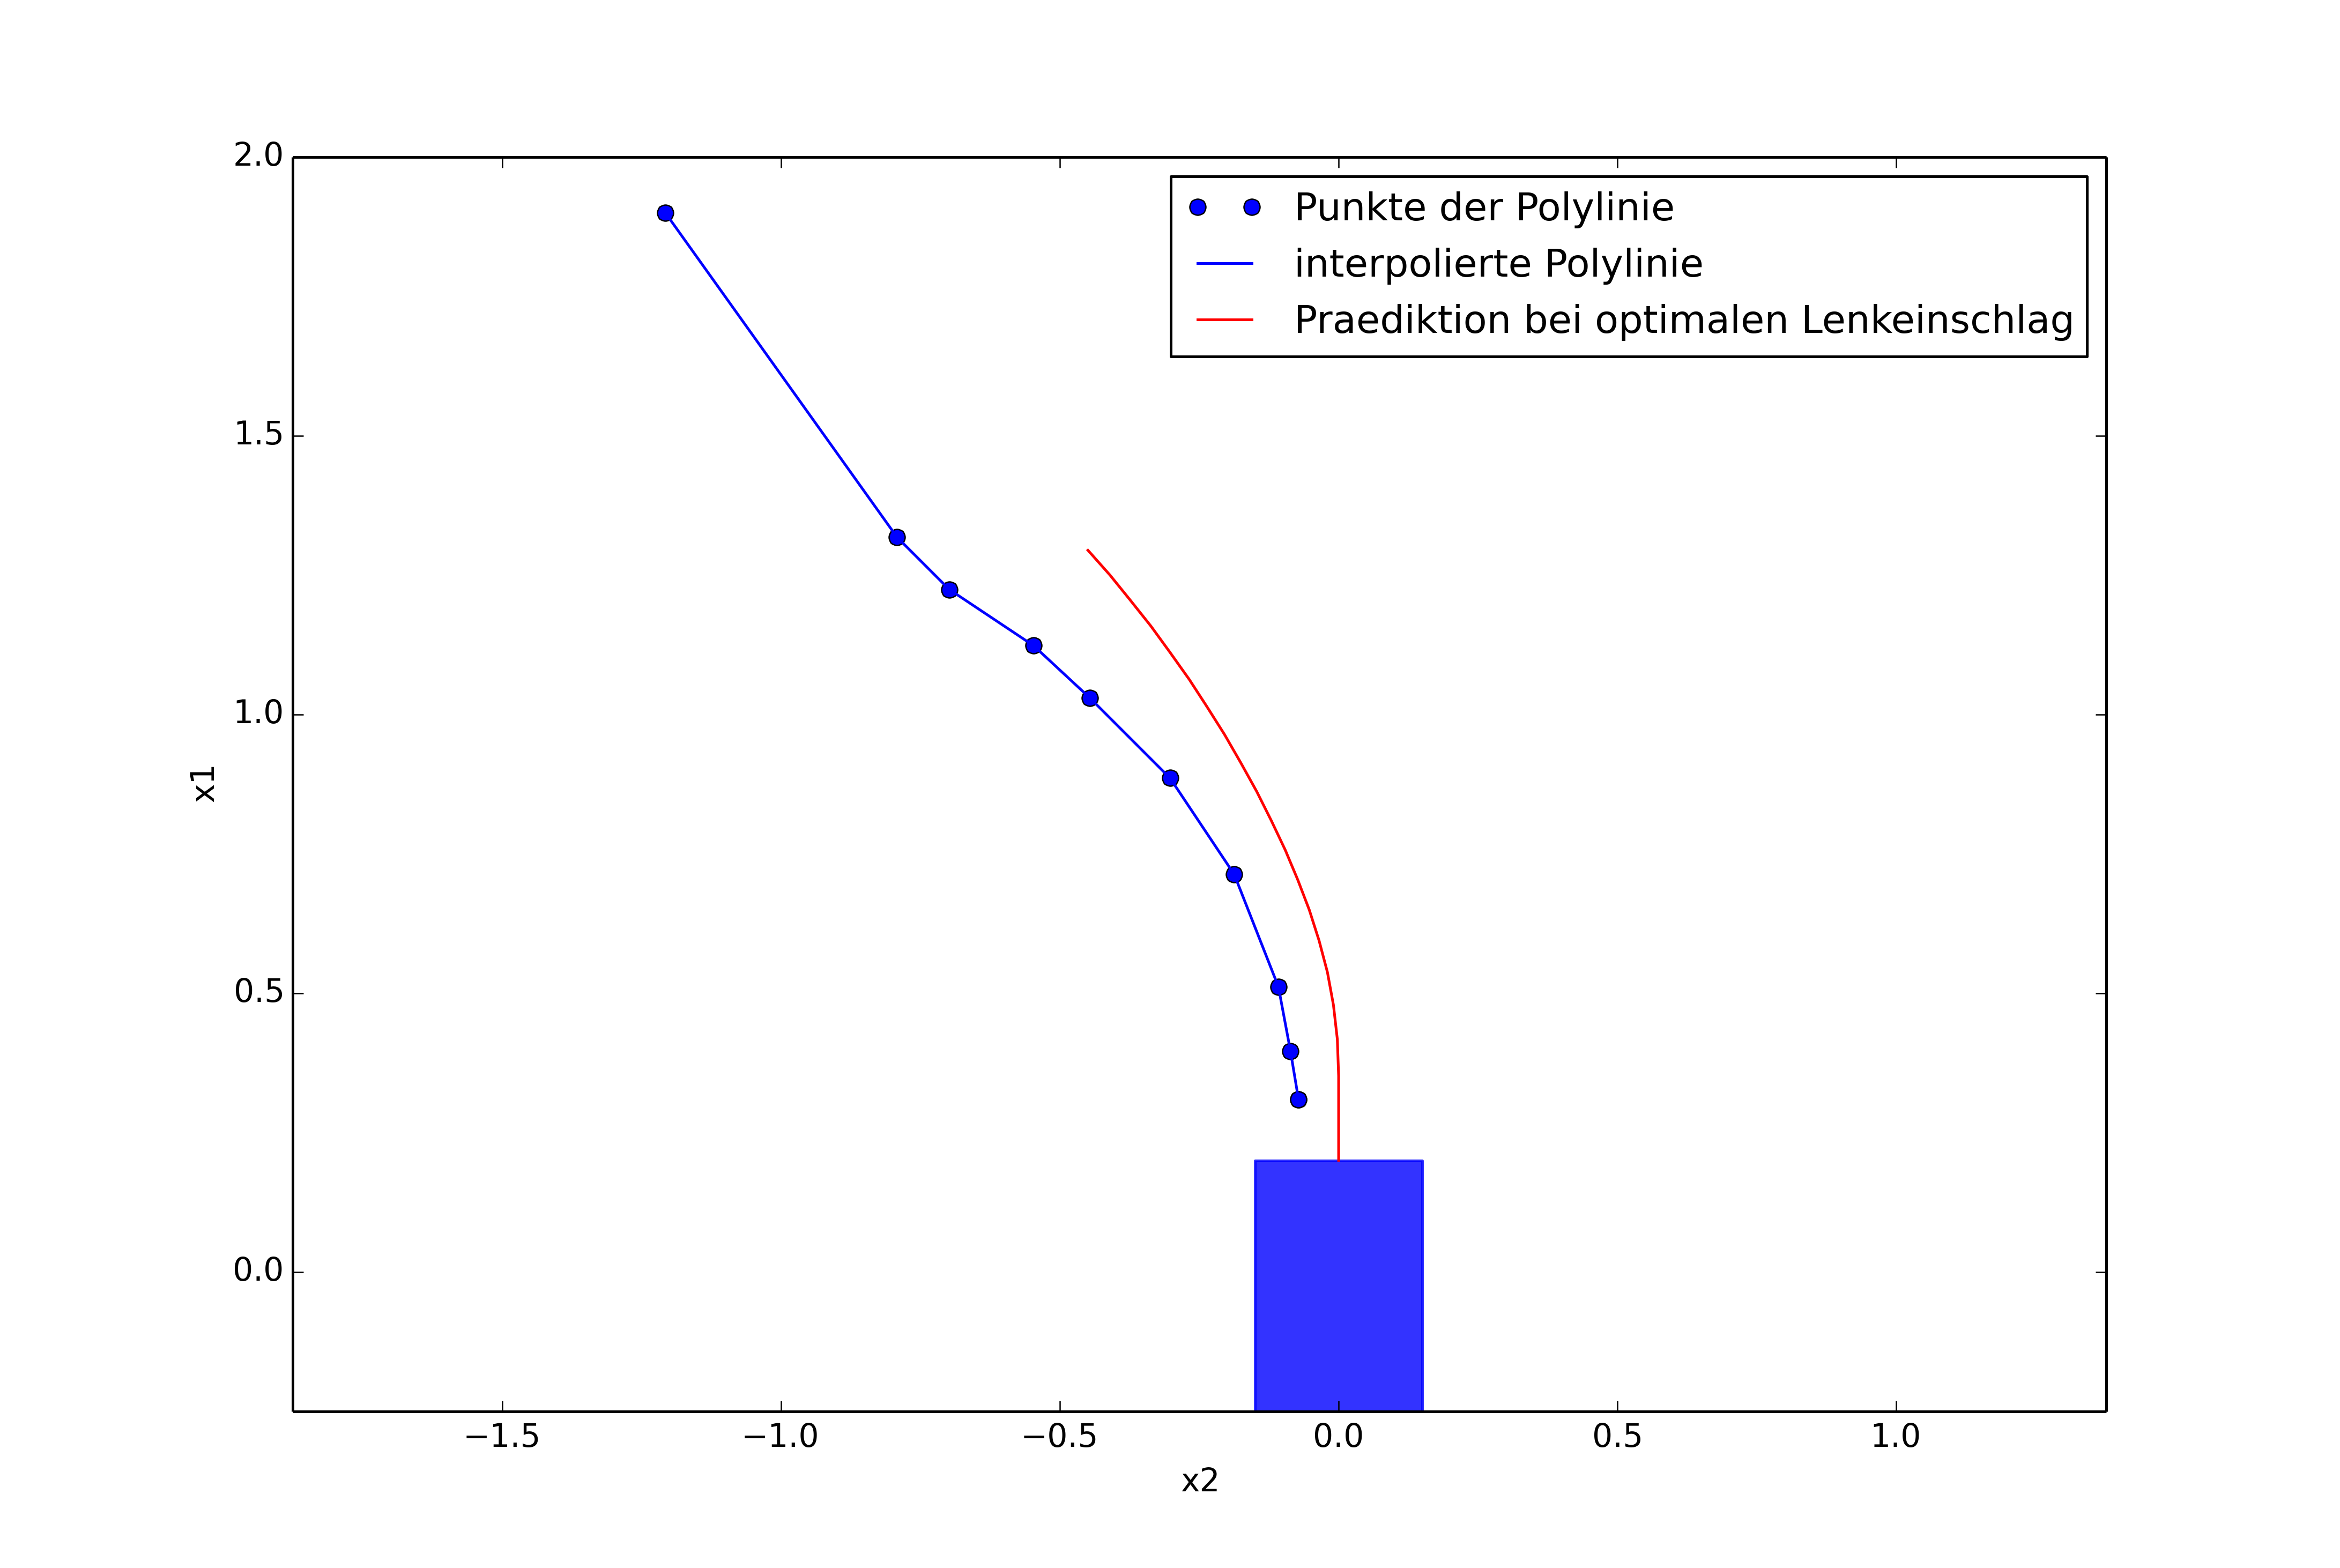 2.0
Punkte der Polylinie
interpolierte Polylinie
Praediktion bei optimalen Lenkeinschlag
1.5
1.0
x1
0.5
0.0
−1.5 −1.0 −0.5 0.0 0.5 1.0
x2